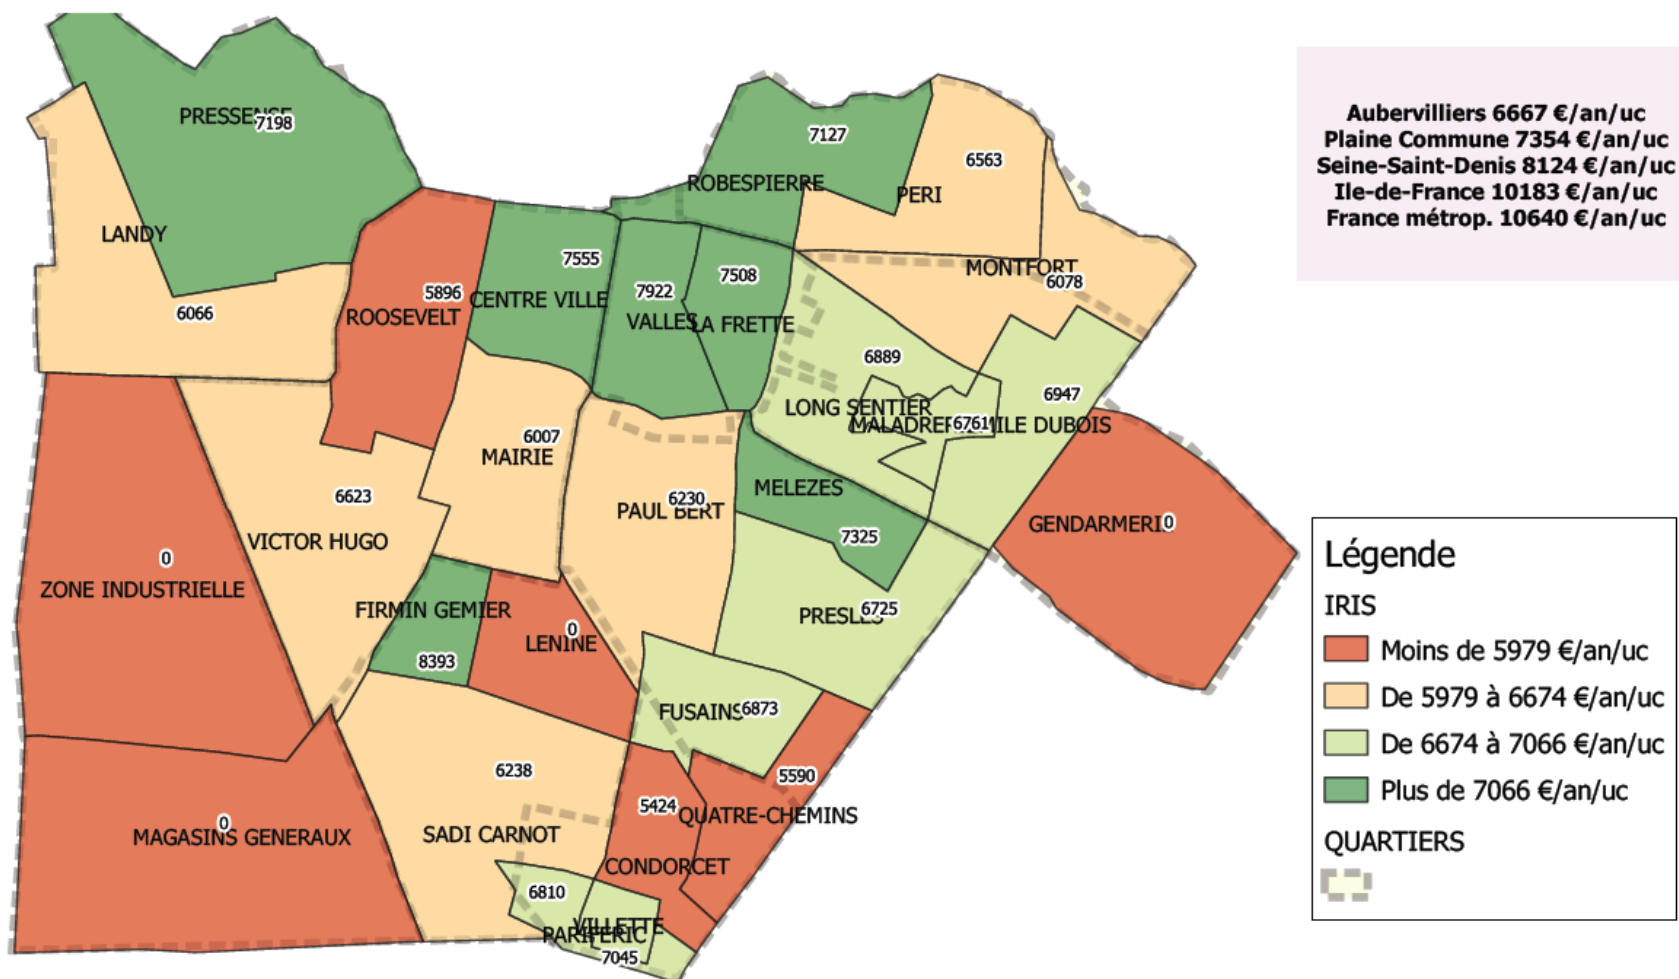 PRESSENSE
7198
7127
ROBESPIERRE
6563
PERI
LANDY
6066
5896
ROOSEVELT
7555
CENTRE VILLE
7922
VALLES
7508
LA FRETTE
MONTFORT
6078
6889
LONG SENTIER
6947
6761
6007
MAIRIE
6623
VICTOR HUGO
6230
PAUL BERT
MELEZES
7325
GENDARMERI
0
0
ZONE INDUSTRIELLE
FIRMIN GEMIER
8393
0
LENINE
PRESLES
6725
FUSAINS
6873
6238
SADI CARNOT
5424
CONDORCET
5590
QUATRE-CHEMINS
0
MAGASINS GENERAUX
6810
VILLETTE
PARIFERIC
7045
Aubervilliers 6667 €/an/uc
Plaine Commune 7354 €/an/uc
Seine-Saint-Denis 8124 €/an/uc
Ile-de-France 10183 €/an/uc
France métrop. 10640 €/an/uc
Légende
IRIS
Moins de 5979 €/an/uc
De 5979 à 6674 €/an/uc
De 6674 à 7066 €/an/uc
Plus de 7066 €/an/uc
QUARTIERS